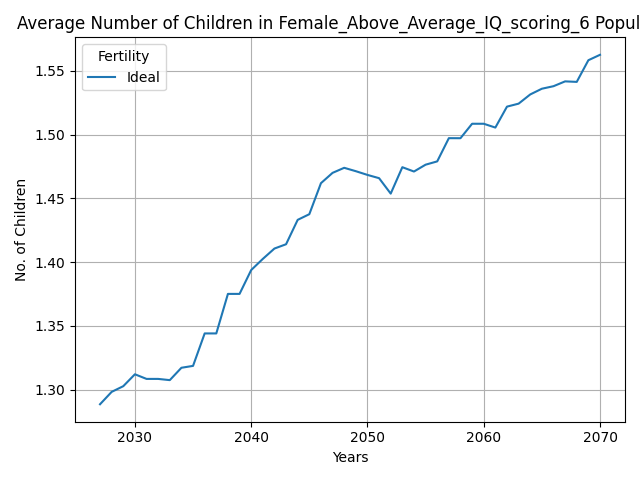 Average Number of Children in Female_Above_Average_IQ_scoring_6 Popul
Fertility
Ideal
1.55
1.50
1.45
1.40
1.35
1.30
No. of Children
2030 2040 2050 2060 2070
Years